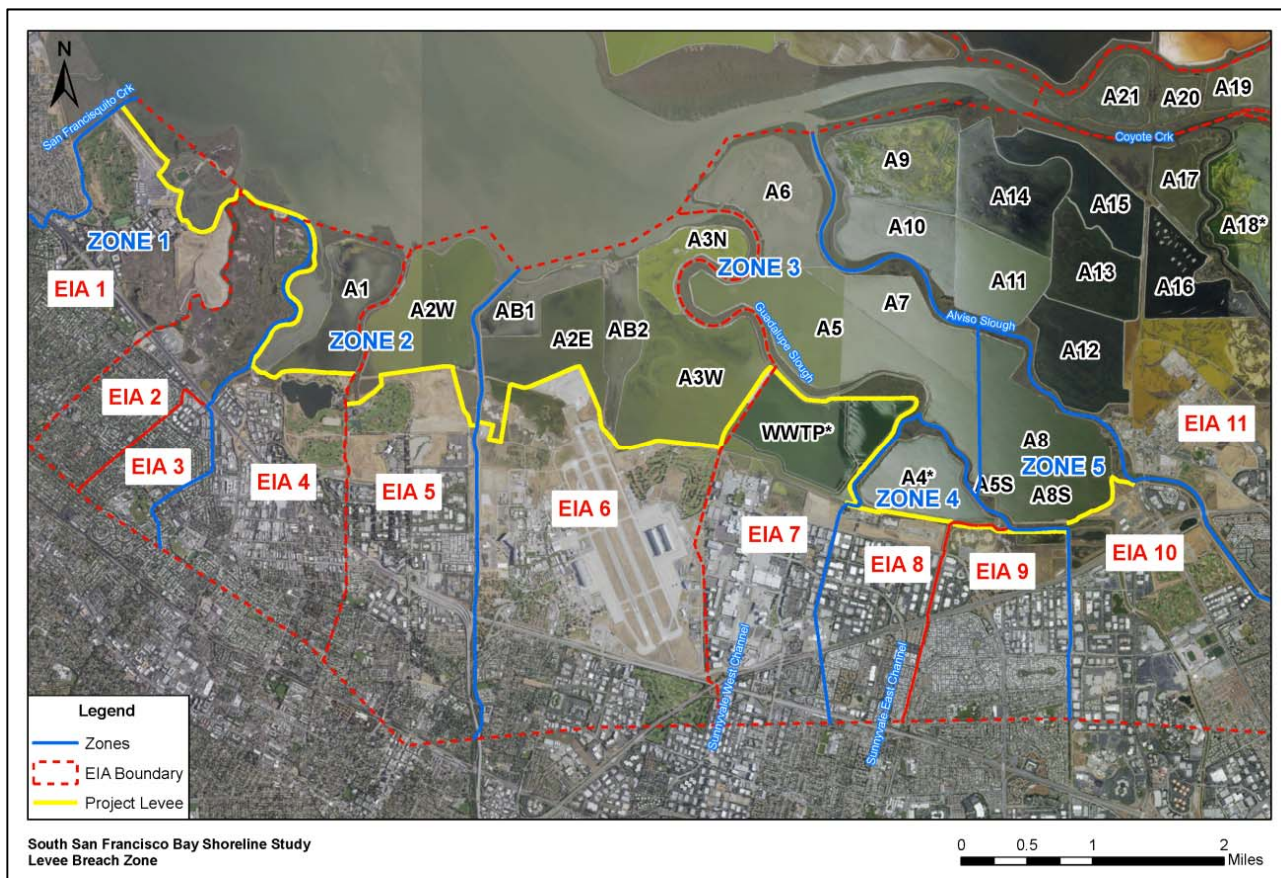 N
San Francisquito Crk
A21
A20
A19
Coyote Crk
A9
A14
A17
A6
A15
A18*
A10
A3N
ZONE 1
ZONE 3
A13
A11
A16
EIA 1
A1
A2W
AB1
A7
Alviso Slough
ZONE 2
A2E
AB2
A5
Guadalupe Slough
A12
A3W
EIA 2
EIA 11
WWTP*
A8
EIA 3
ZONE 5
A4*
A5S
A8S
ZONE 4
EIA 4
EIA 5
EIA 6
EIA 7
EIA 8
EIA 9
EIA 10
Sunnyvale West Channel
Sunnyvale East Channel
Legend
Zones
EIA Boundary
Project Levee
South San Francisco Bay Shoreline Study
Levee Breach Zone
0 0.5 1 2
Miles